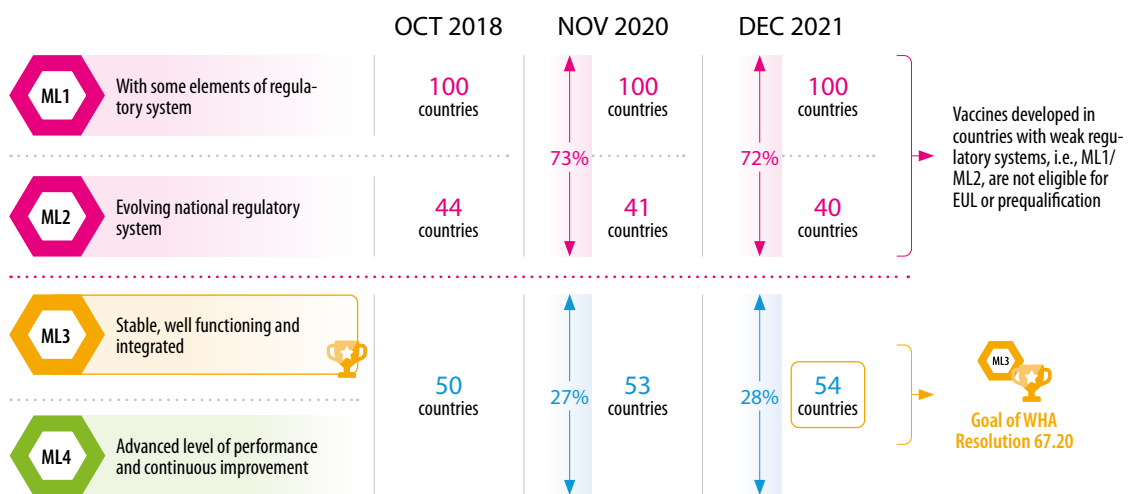 OCT 2018
NOV 2020
DEC 2021
ML1
With some elements of regula-
tory system
100
countries
100
countries
100
countries
73%
72%
ML2
Evolving national regulatory
system
44
countries
41
countries
40
countries
Vaccines developed in
countries with weak regu-
latory systems, i.e., ML1/
ML2, are not eligible for
EUL or prequalification
ML3
Stable, well functioning and
integrated
50
countries
27%
53
countries
28%
54
countries
ML4
Advanced level of performance
and continuous improvement
ML3
Goal of WHA
Resolution 67.20